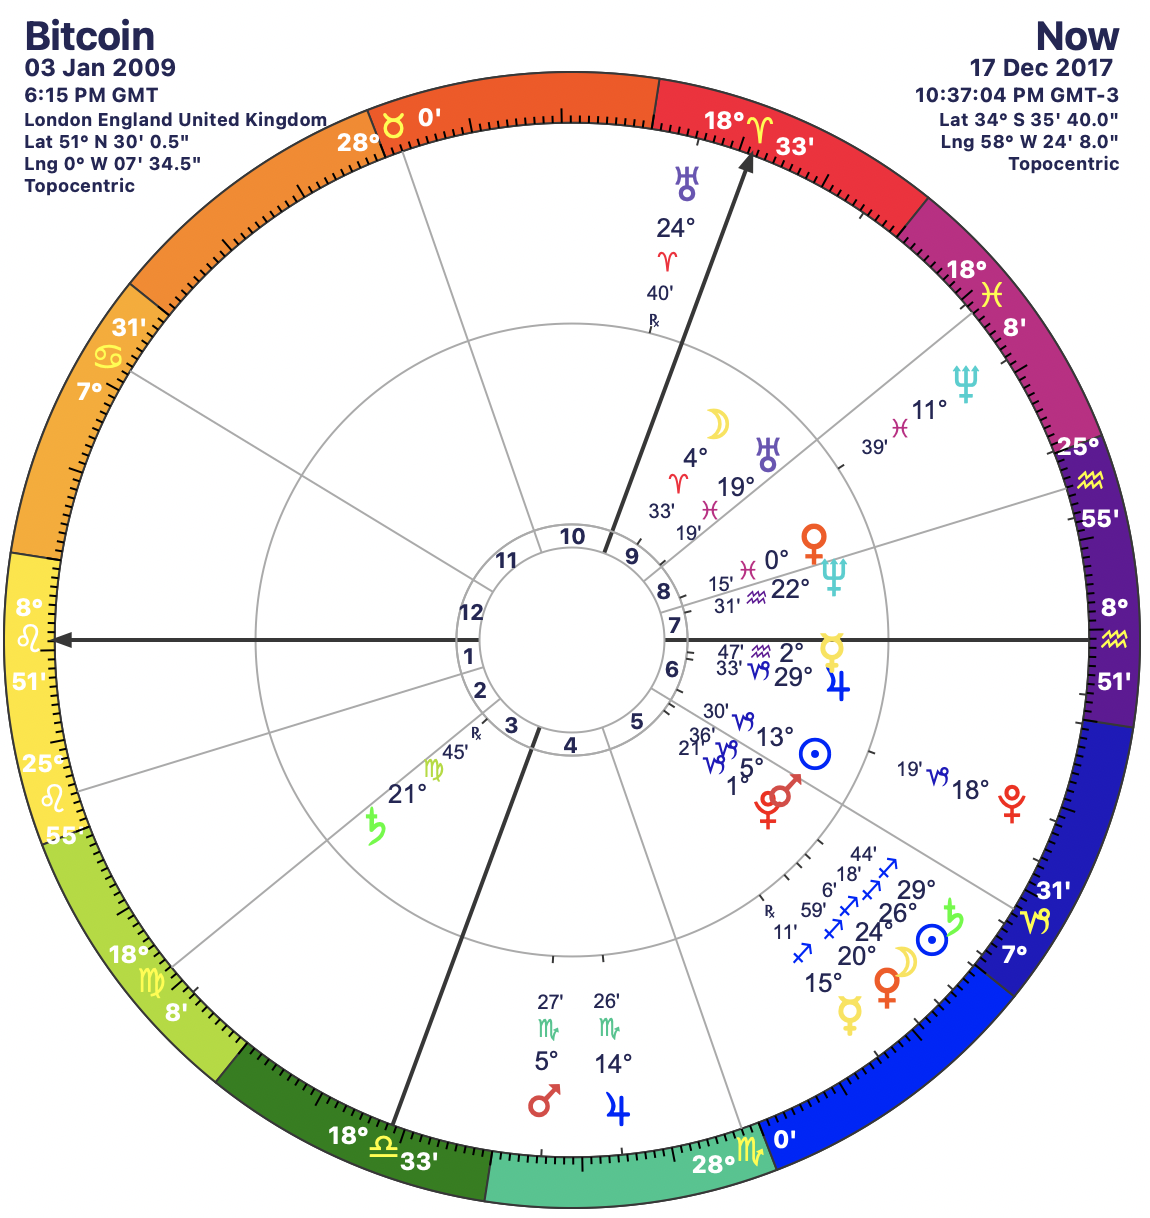 Bitcoin
03 Jan 2009
6:15 PM GMT
London England United Kingdom
Lat 51° N 30' 0.5"
Lng 0° W 07' 34.5"
Topocentric
Now
17 Dec 2017
10:37:04 PM GMT-3
Lat 34° S 35' 40.0"
Lng 58° W 24' 8.0"
Topocentric
28° ♉ 0'
18° ♈ 33'
18° ♓ 8'
25° ♒ 55'
8° ♒ 51'
31' ♑ 7°
28° ♏ 0'
18° ♎ 33'
18° ♍ 8'
25° ♌ 55'
8° ♌ 51'
31' ♋ 7°
♅ 24° ♈ 40' ℞
♆ 11° ♓ 39'
☽ 4° ♈ 33'
♅ 19° ♓ 19'
15' ♓ 0° ♀
31' ♒ 22° ♆
47' ♒ 2° ☿
33' ♑ 29° ♃
30' ♑ 13° ☉
36' ♑ 5° ♂
21' ♑ 1° ♇
19' ♑ 18° ♇
44' ♐ 29° ♄
18' ♐ 26° ☉
6' ♐ 24° ☽
59' ♐ 20° ♀
℞ 11' ♐ 15° ☿
27' ♏ 5° ♂
26' ♏ 14° ♃
℞ 45' ♍ 21° ♄
10
11
12
1
2
3
4
5
6
7
8
9